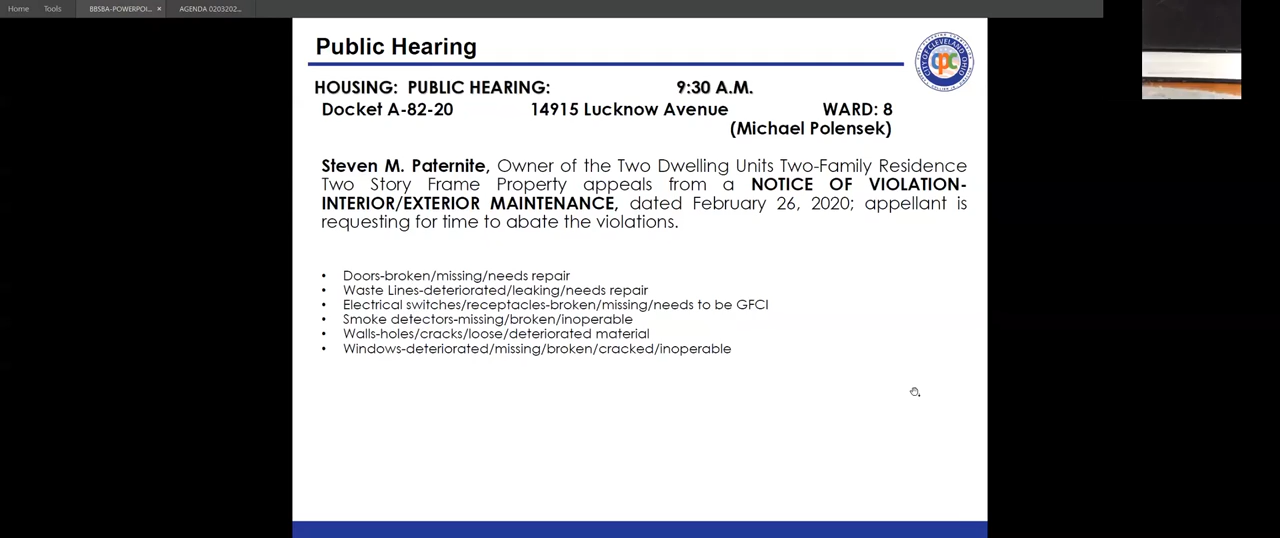 Home Tools BBSBA-POWERPOI... × AGENDA 0203202...
Public Hearing
HOUSING: PUBLIC HEARING: 9:30 A.M.
Docket A-82-20 14915 Lucknow Avenue WARD: 8
(Michael Polensek)
Steven M. Paternite, Owner of the Two Dwelling Units Two-Family Residence
Two Story Frame Property appeals from a NOTICE OF VIOLATION-
INTERIOR/EXTERIOR MAINTENANCE, dated February 26, 2020; appellant is
requesting for time to abate the violations.
• Doors-broken/missing/needs repair
• Waste Lines-deteriorated/leaking/needs repair
• Electrical switches/receptacles-broken/missing/needs to be GFCI
• Smoke detectors-missing/broken/inoperable
• Walls-holes/cracks/loose/deteriorated material
• Windows-deteriorated/missing/broken/cracked/inoperable